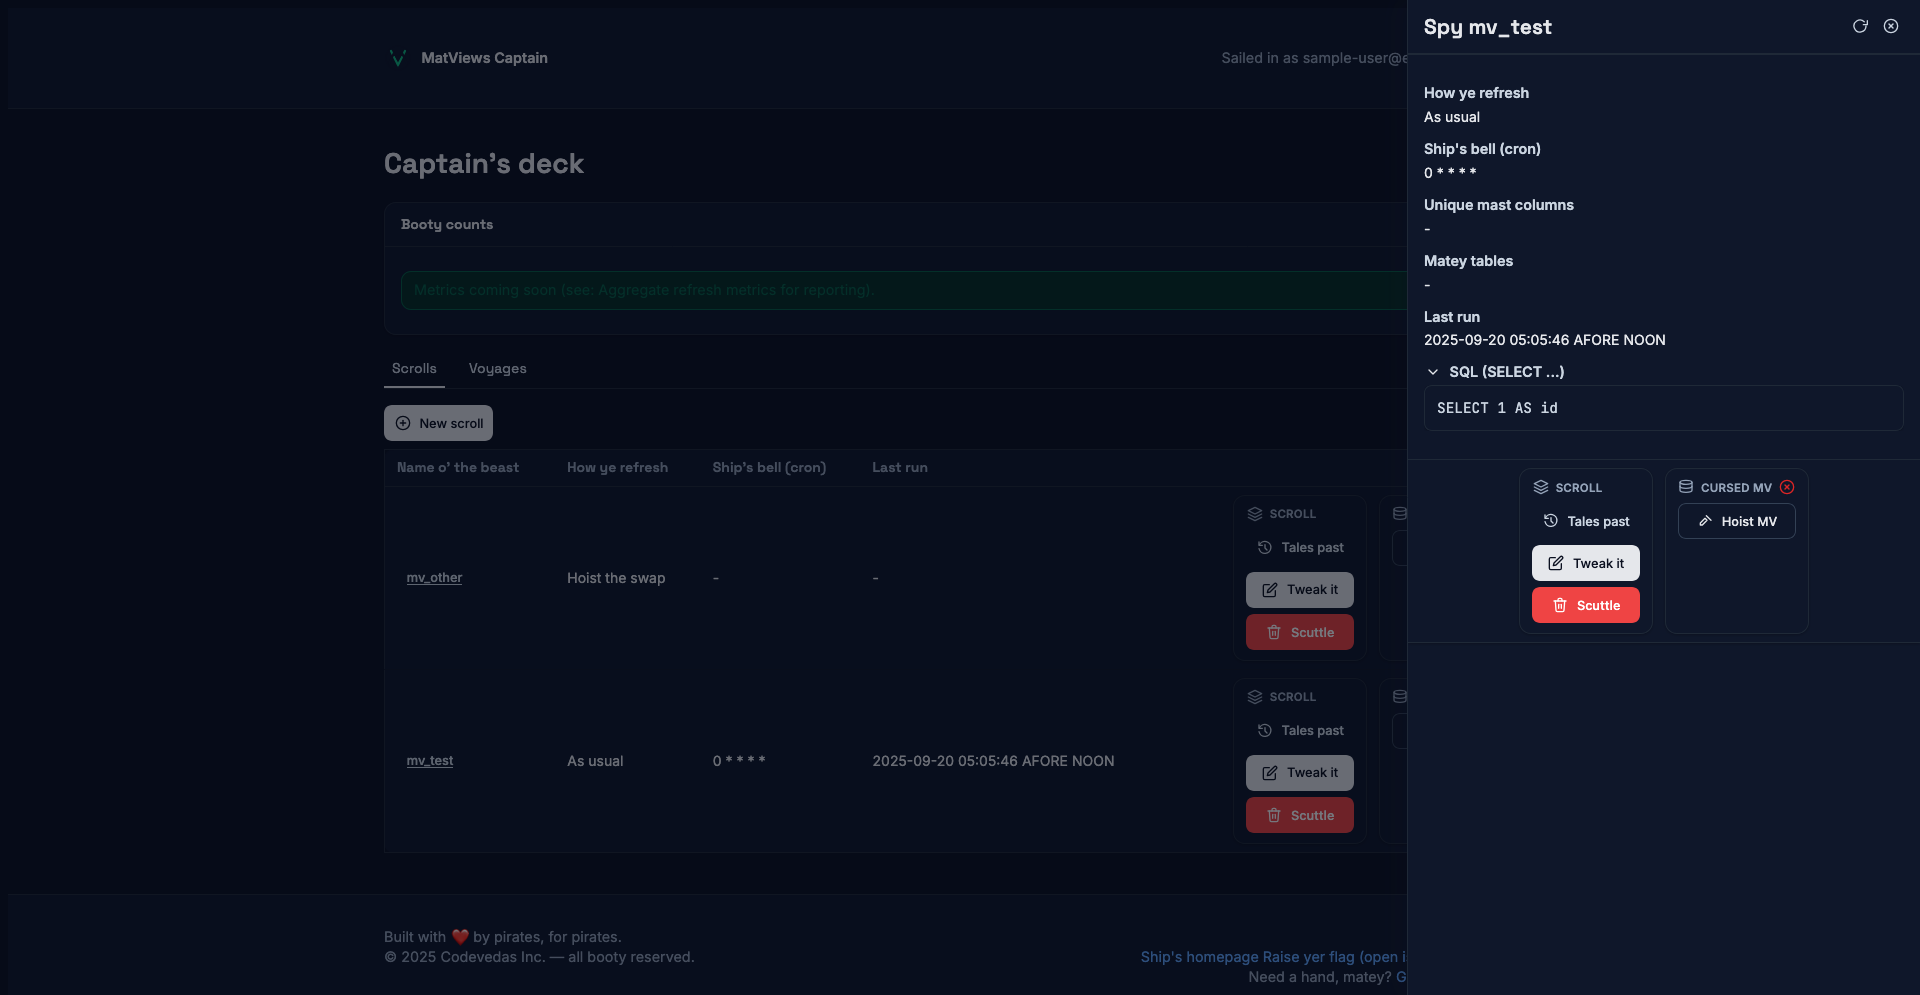 MatViews Captain
Sailed in as sample-user@e
Captain's deck
Booty counts
Metrics coming soon (see: Aggregate refresh metrics for reporting).
Scrolls
Voyages
New scroll
Name o' the beast
How ye refresh
Ship's bell (cron)
Last run
mv_other
Hoist the swap
-
-
SCROLL
Tales past
Tweak it
Scuttle
mv_test
As usual
0 * * * *
2025-09-20 05:05:46 AFORE NOON
SCROLL
Tales past
Tweak it
Scuttle
Built with ❤️ by pirates, for pirates.
© 2025 Codevedas Inc. — all booty reserved.
Ship's homepage Raise yer flag (open i
Need a hand, matey? G
Spy mv_test
How ye refresh
As usual
Ship's bell (cron)
0 * * * *
Unique mast columns
-
Matey tables
-
Last run
2025-09-20 05:05:46 AFORE NOON
SQL (SELECT ...)
SELECT 1 AS id
SCROLL
Tales past
Tweak it
Scuttle
CURSED MV
Hoist MV